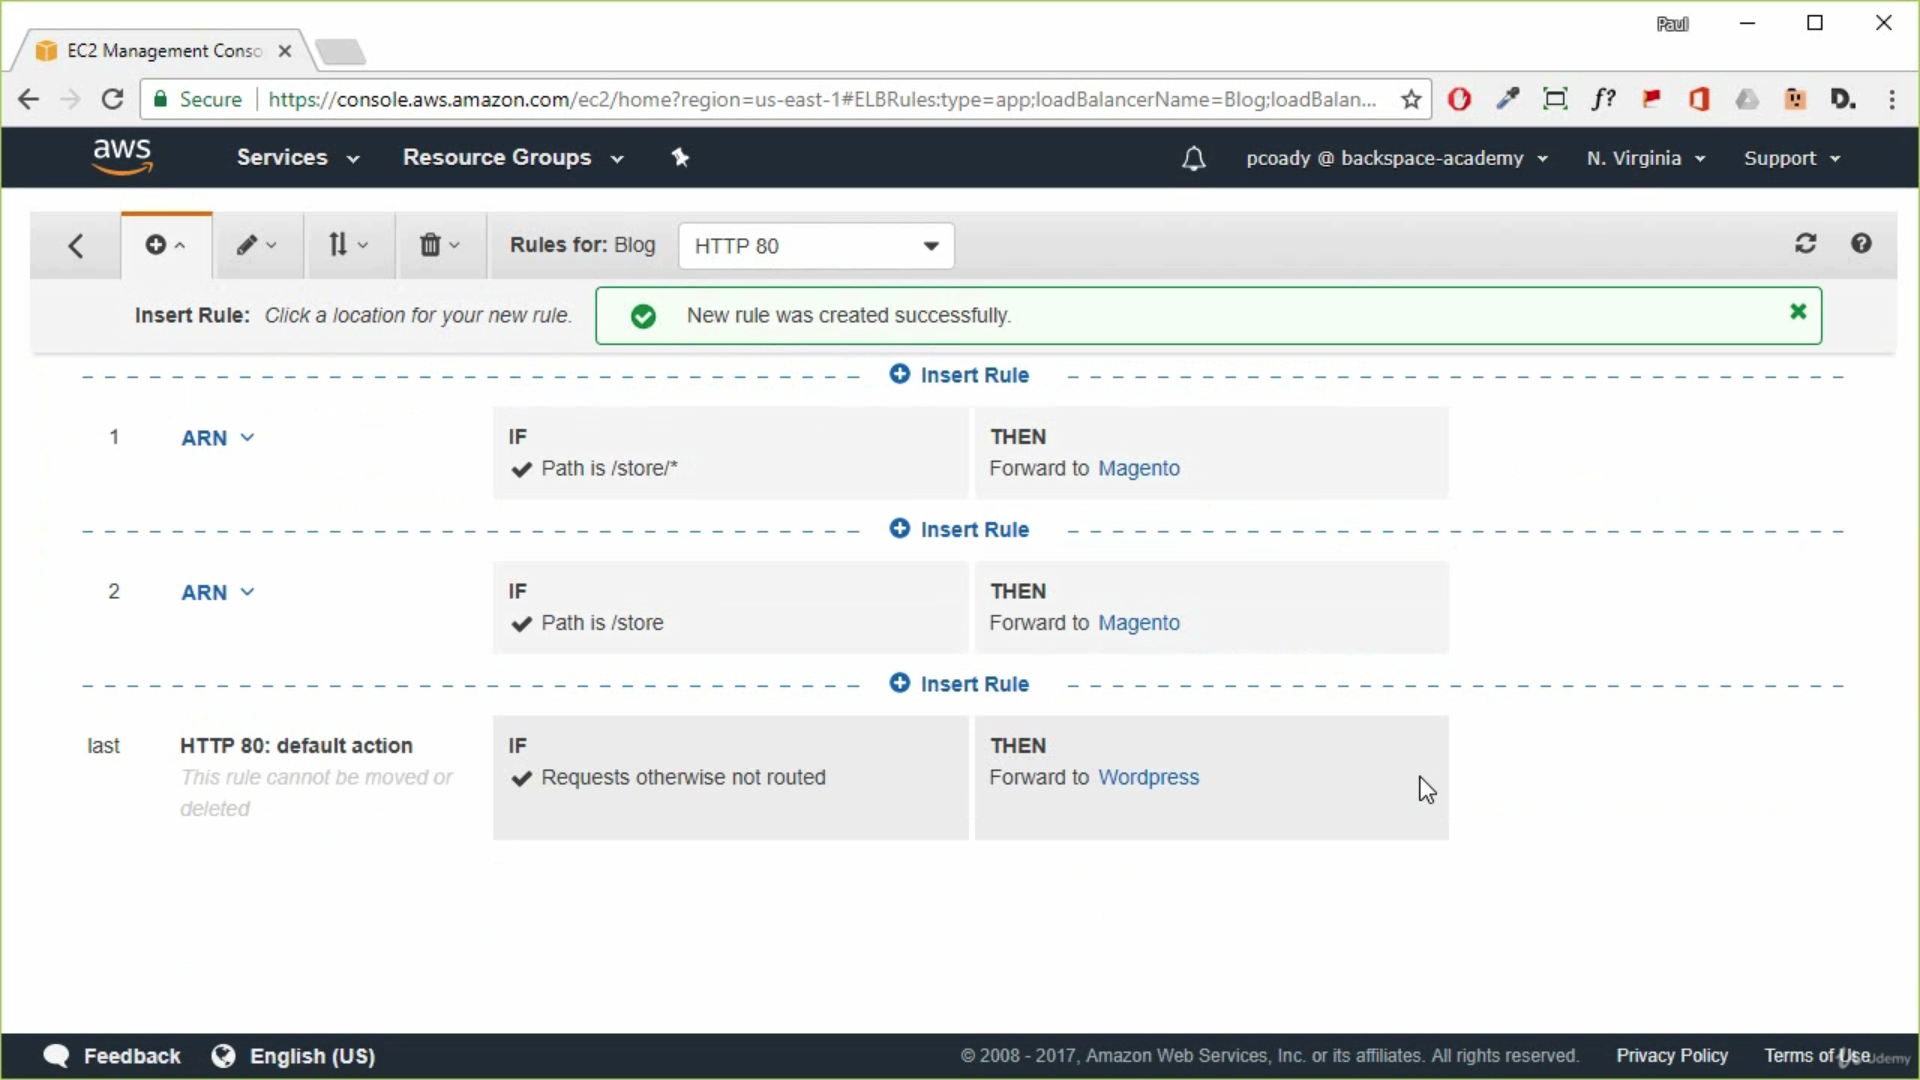 Paul
EC2 Management Conso
Secure https://console.aws.amazon.com/ec2/home?region=us-east-1#ELBRules:type=app;loadBalancerName=Blog;loadBalan...
f?
D.
aws Services Resource Groups pcoady @ backspace-academy N. Virginia Support
Rules for: Blog HTTP 80
Insert Rule: Click a location for your new rule. New rule was created successfully.
Insert Rule
1 ARN IF THEN
Path is /store/* Forward to Magento
Insert Rule
2 ARN IF THEN
Path is /store Forward to Magento
Insert Rule
last HTTP 80: default action IF THEN
This rule cannot be moved or Requests otherwise not routed Forward to Wordpress
deleted
Feedback English (US) © 2008 - 2017, Amazon Web Services, Inc. or its affiliates. All rights reserved. Privacy Policy Terms of Use
Udemy